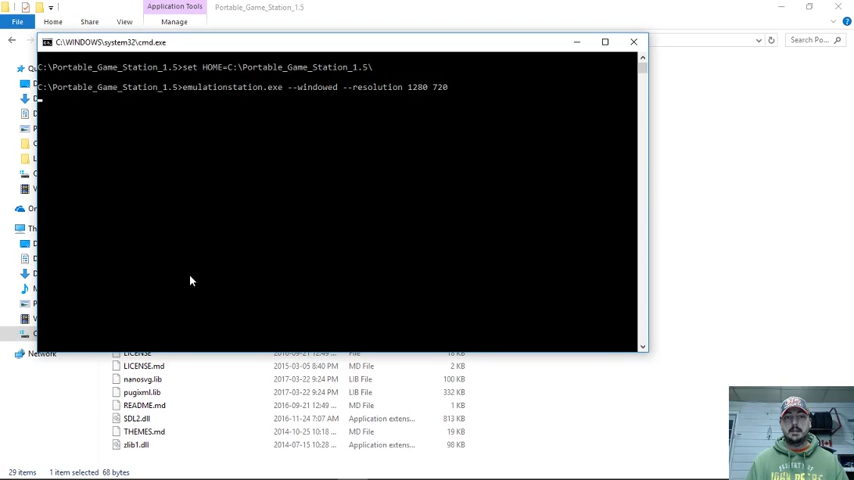 Application Tools
Portable_Game_Station_1.5
File
Home
Share
View
Manage
Search Po...
C:\WINDOWS\system32\cmd.exe
C:\Portable_Game_Station_1.5>set HOME=C:\Portable_Game_Station_1.5\
C:\Portable_Game_Station_1.5>emulationstation.exe --windowed --resolution 1280 720
Network
LICENSE 2016-09-21 12:49 ... File 18 KB
LICENSE.md 2015-03-05 8:40 PM MD File 2 KB
nanosvg.lib 2017-03-22 9:24 PM LIB File 100 KB
pugixml.lib 2017-03-22 9:24 PM LIB File 332 KB
README.md 2016-09-21 12:49 ... MD File 1 KB
SDL2.dll 2016-11-24 7:07 AM Application extens... 813 KB
THEMES.md 2014-10-25 10:18 ... MD File 19 KB
zlib1.dll 2014-07-15 10:28 ... Application extens... 98 KB
29 items 1 item selected 68 bytes